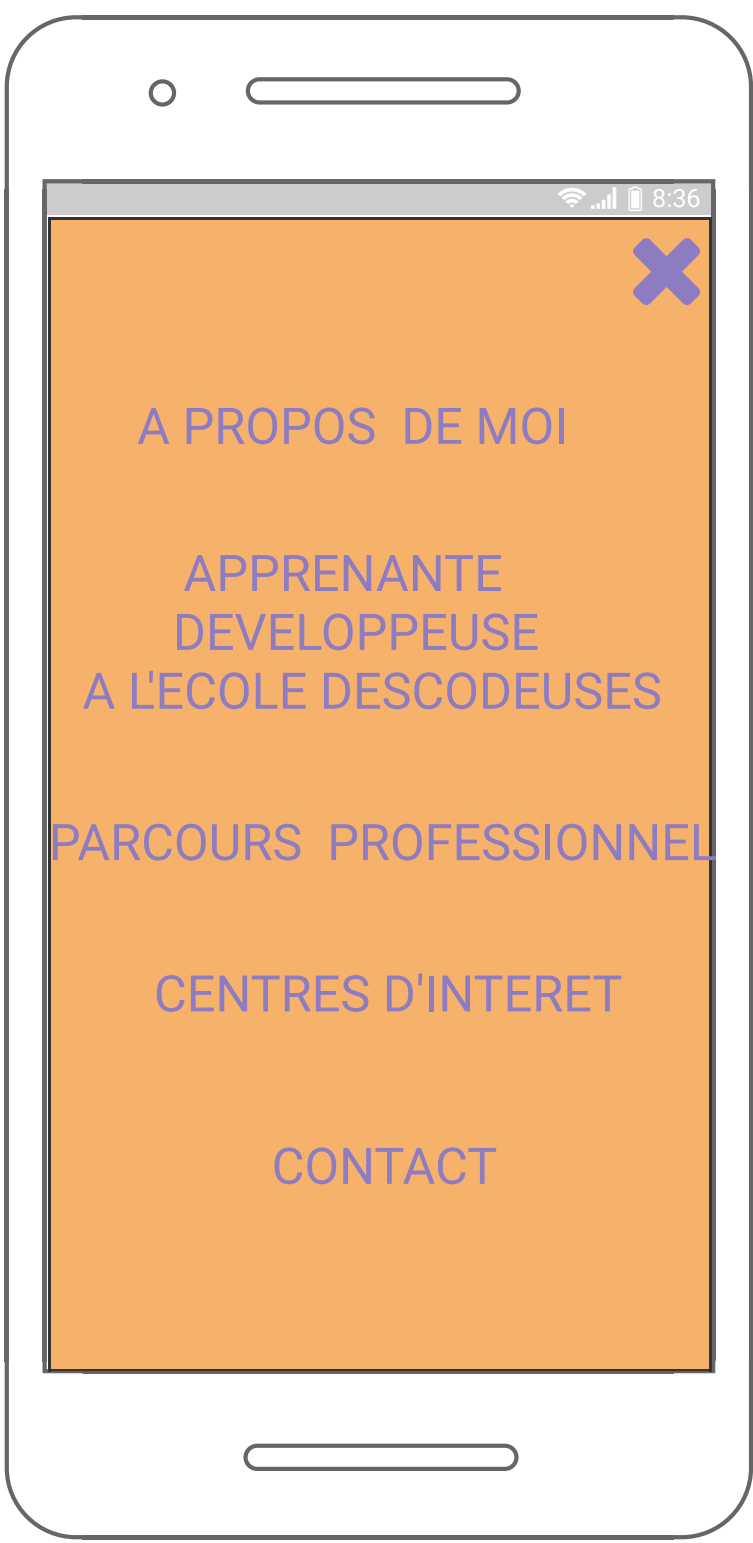 8:36
A PROPOS DE MOI
APPRENANTE
DEVELOPPEUSE
A L'ECOLE DESCODEUSES
PARCOURS PROFESSIONNEL
CENTRES D'INTERET
CONTACT